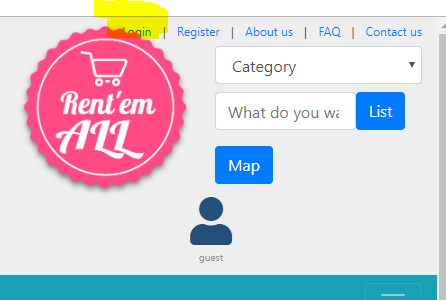 Login | Register | About us | FAQ | Contact us
Rent'em
ALL
Category
What do you wa
List
Map
guest